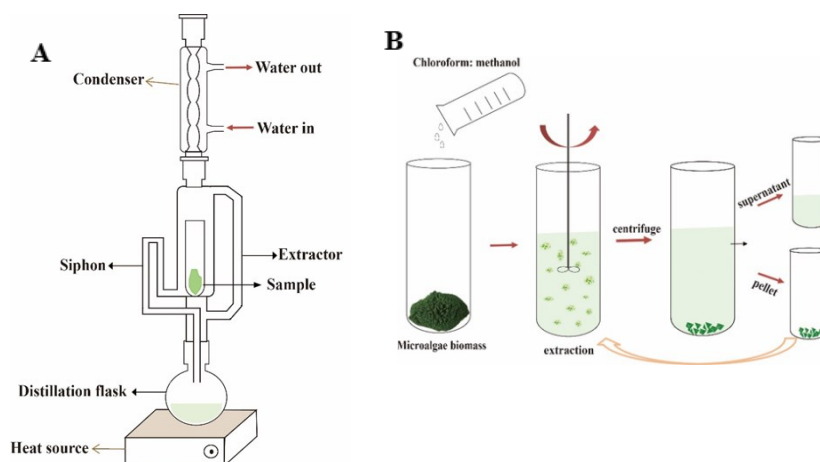 A
Condenser
Water out
Water in
Siphon
Extractor
Sample
Distillation flask
Heat source
B
Chloroform: methanol
Microalgae biomass
extraction
centrifuge
supernatant
pellet